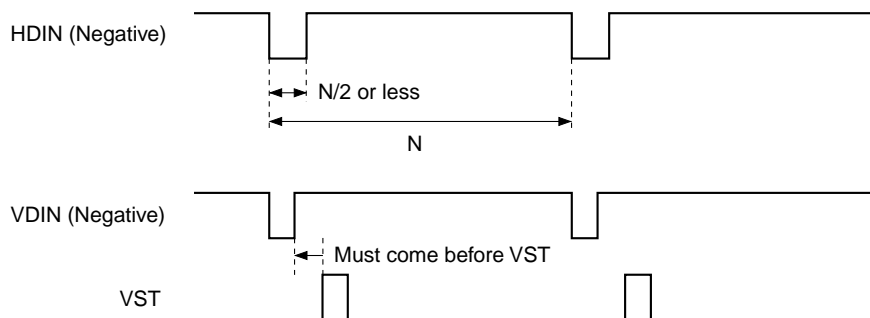 HDIN (Negative)
N/2 or less
N
VDIN (Negative)
Must come before VST
VST